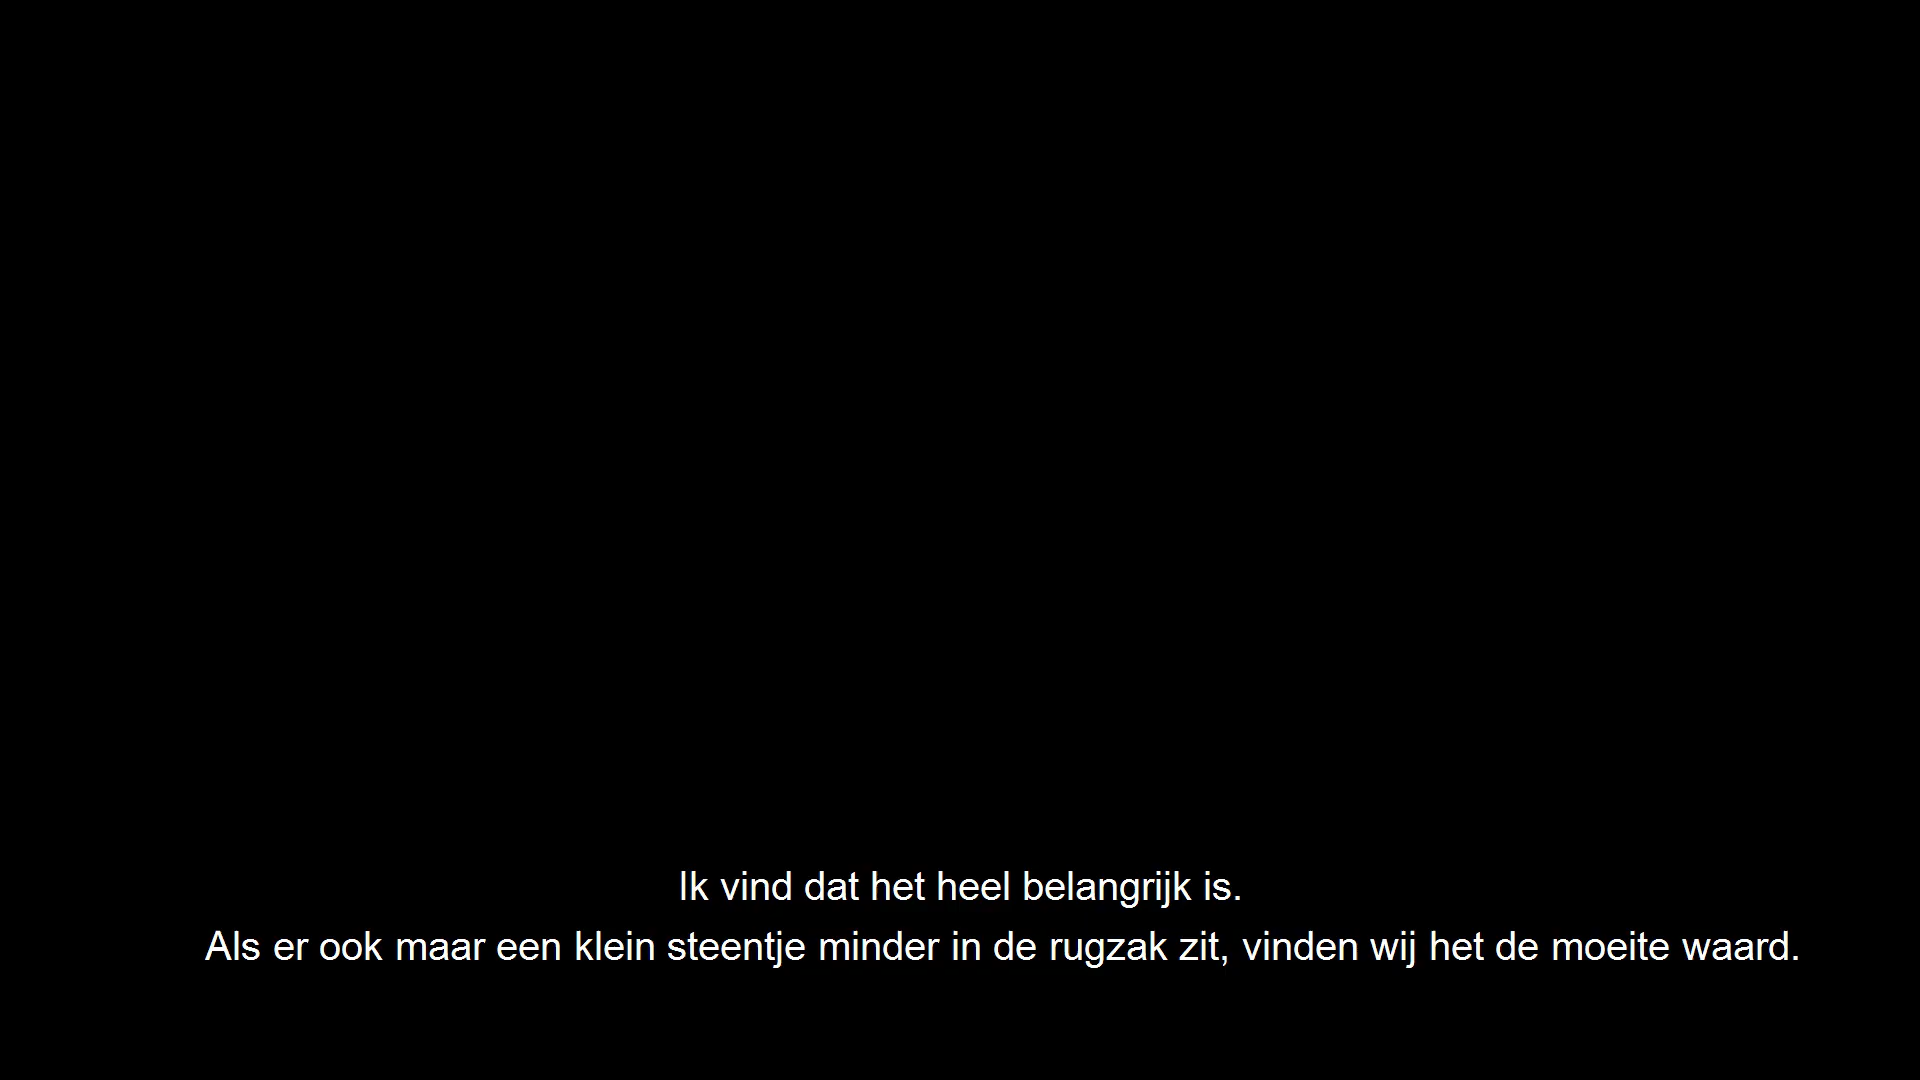 Ik vind dat het heel belangrijk is.
Als er ook maar een klein steentje minder in de rugzak zit, vinden wij het de moeite waard.